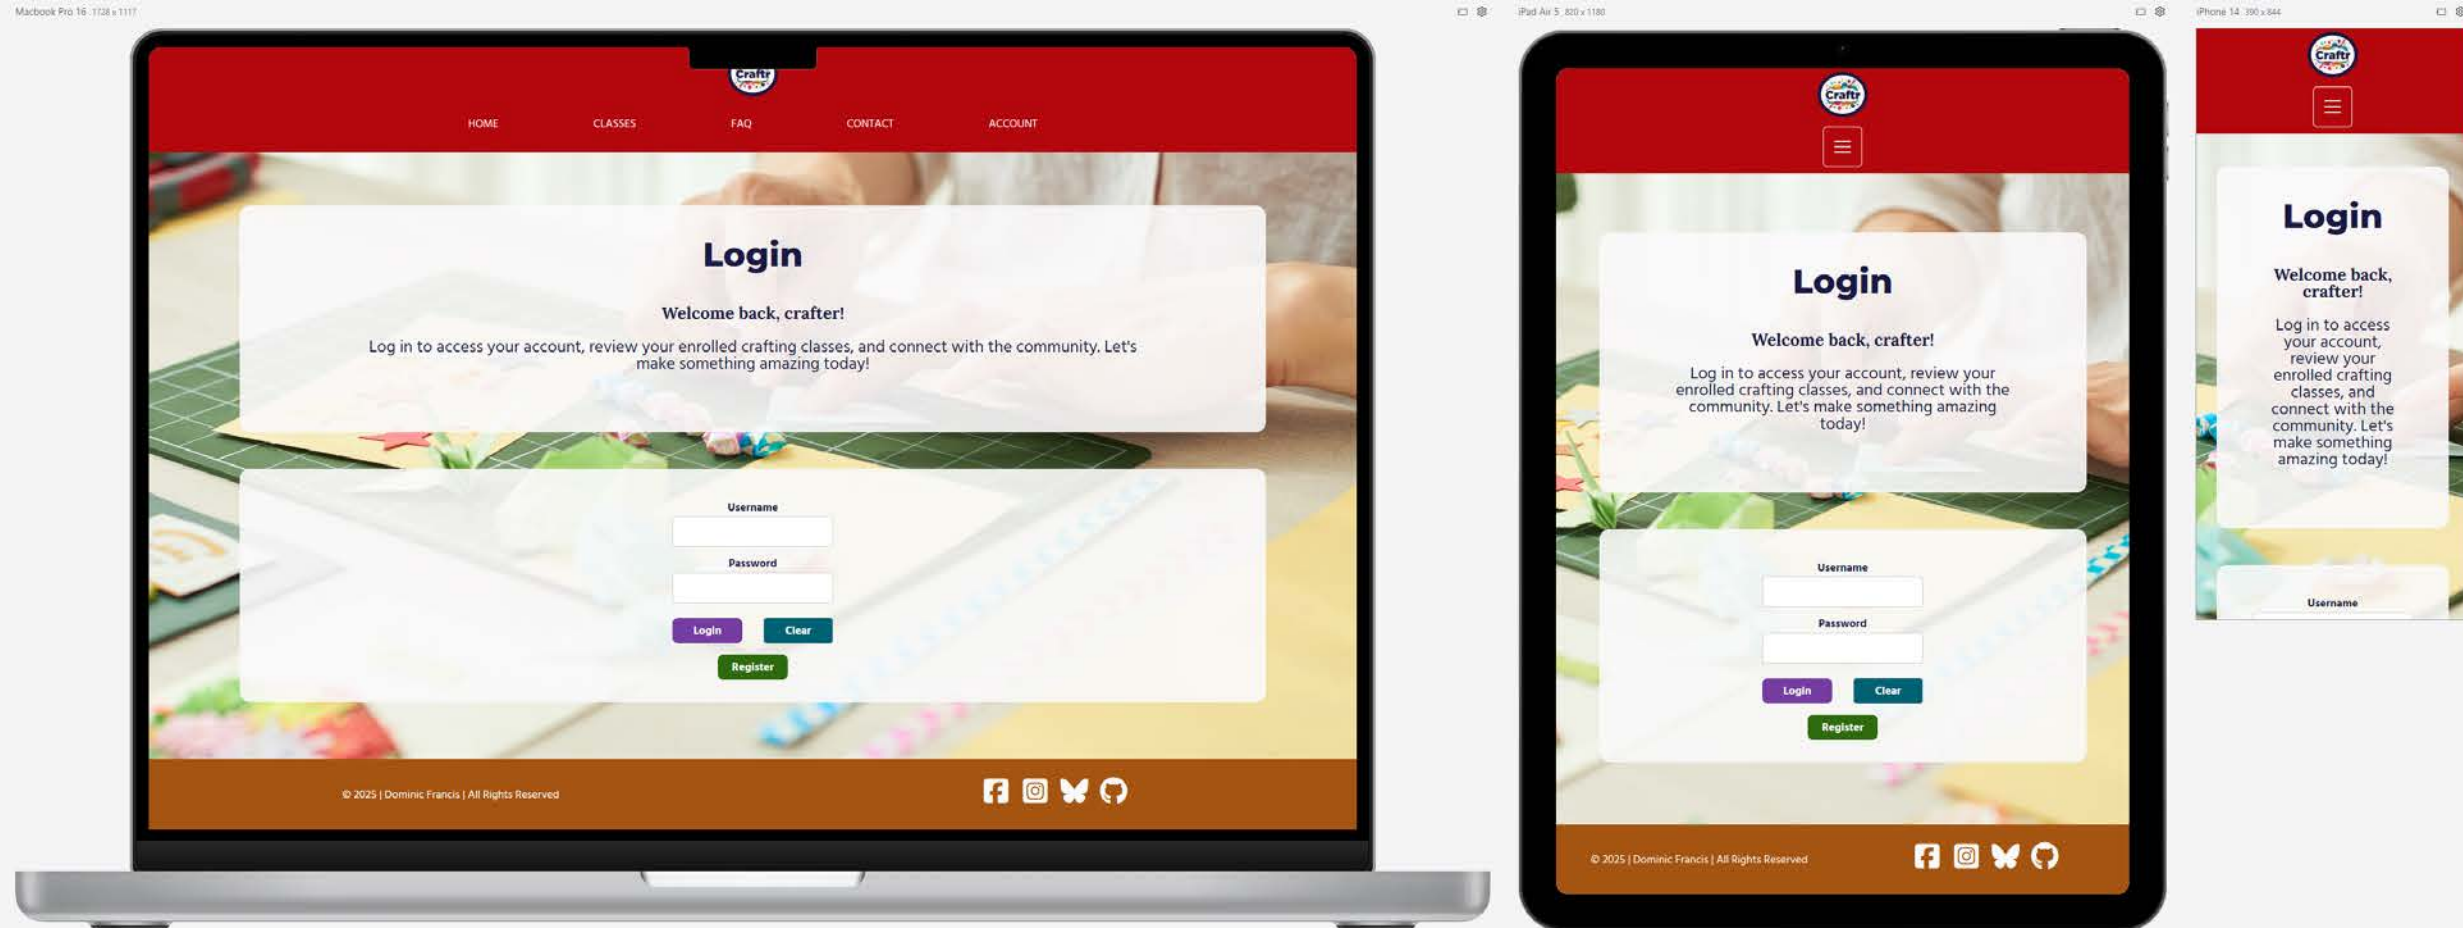 Macbook Pro 16 1728 x 1117
Craftr
HOME CLASSES FAQ CONTACT ACCOUNT
Login
Welcome back, crafter!
Log in to access your account, review your enrolled crafting classes, and connect with the community. Let's
make something amazing today!
Username
Password
Login Clear
Register
© 2025 | Dominic Francis | All Rights Reserved
iPad Air 5 820 x 1180
Craftr
Login
Welcome back, crafter!
Log in to access your account, review your
enrolled crafting classes, and connect with the
community. Let's make something amazing
today!
Username
Password
Login Clear
Register
© 2025 | Dominic Francis | All Rights Reserved
iPhone 14 390 x 844
Craftr
Login
Welcome back,
crafter!
Log in to access
your account,
review your
enrolled crafting
classes, and
connect with the
community. Let's
make something
amazing today!
Username